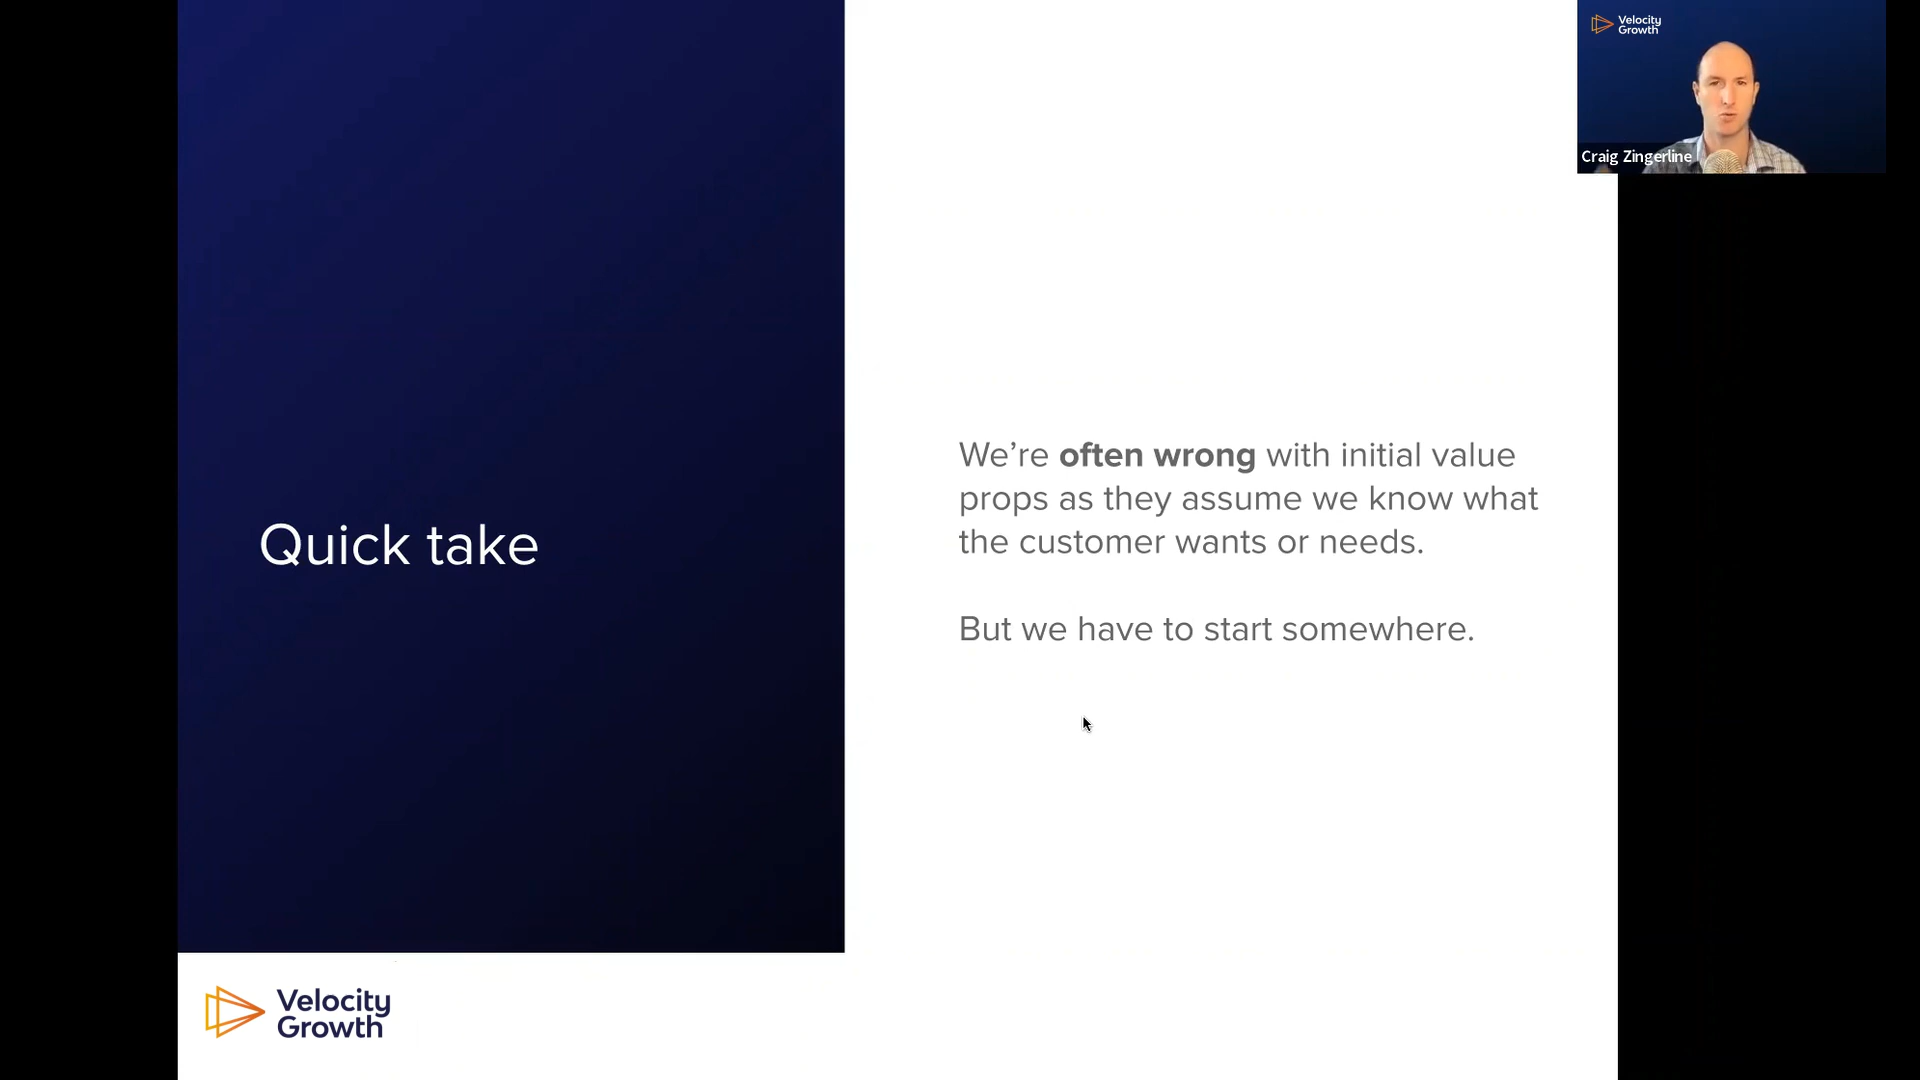 Velocity
Growth
Craig Zingerline
Quick take
We’re often wrong with initial value
props as they assume we know what
the customer wants or needs.
But we have to start somewhere.
Velocity
Growth